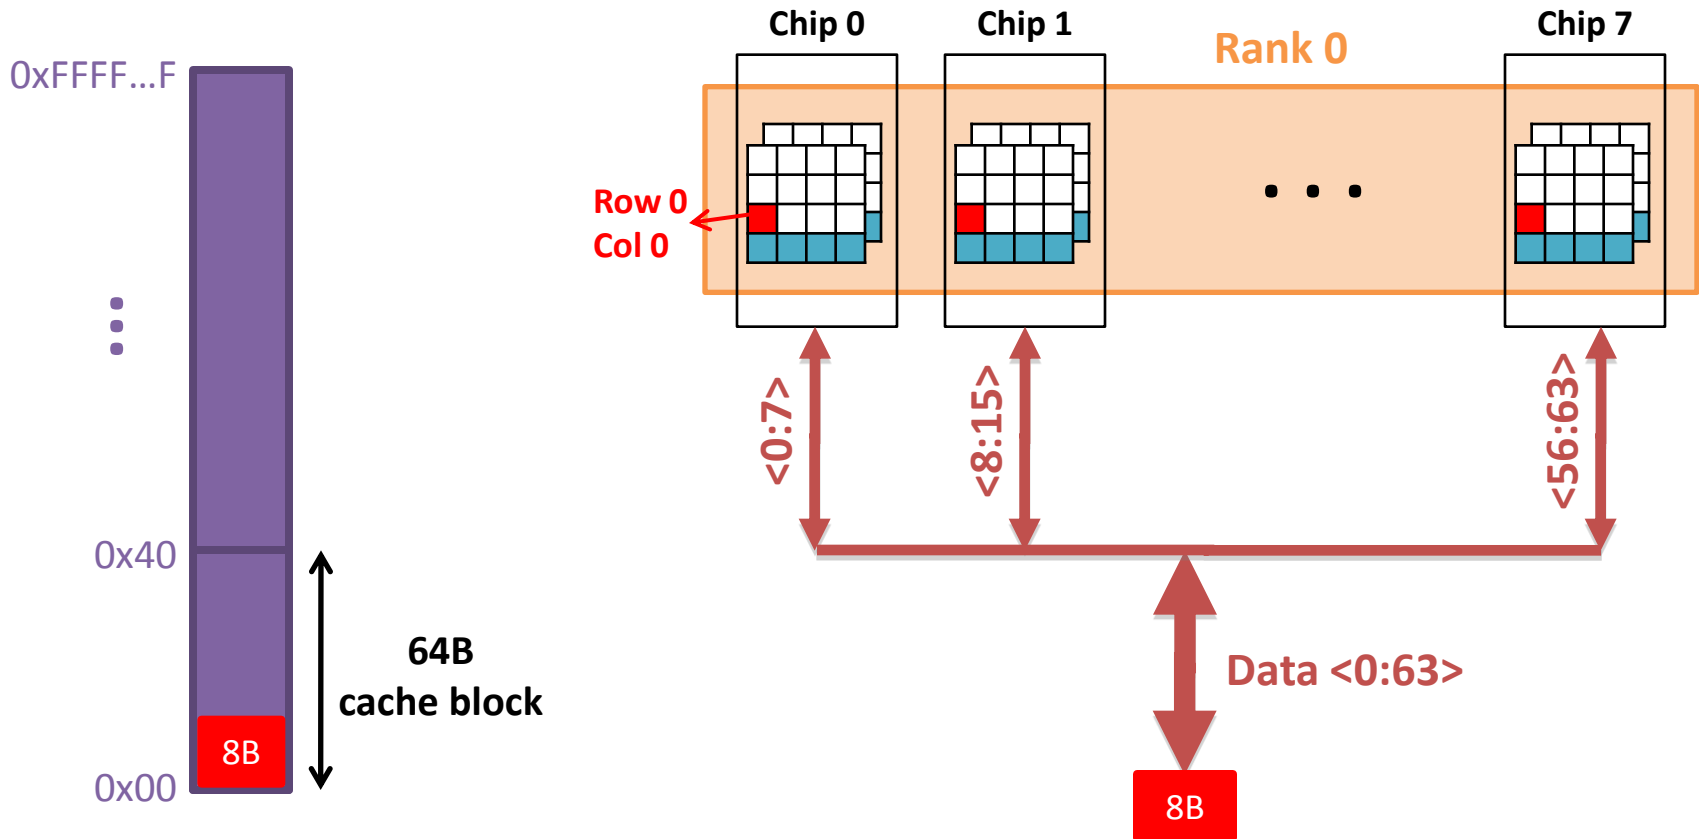 Chip 0
Chip 1
Chip 7
Rank 0
0xFFFF...F
Row 0
Col 0
<0:7>
<8:15>
<56:63>
0x40
64B
cache block
Data <0:63>
8B
0x00
8B